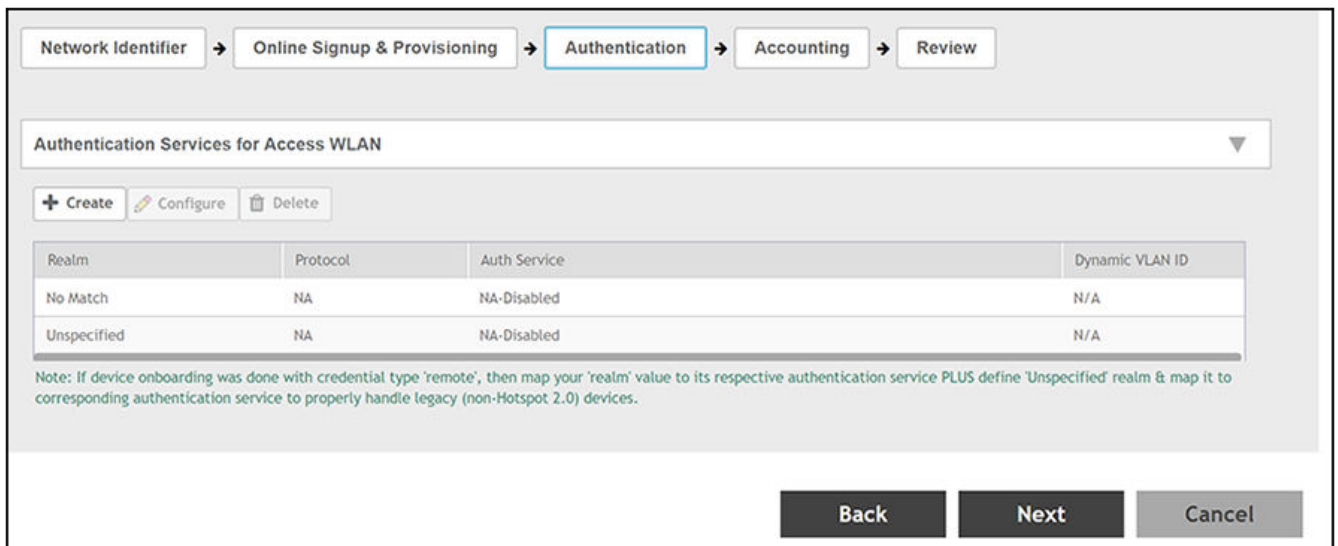 Network Identifier → Online Signup & Provisioning → Authentication → Accounting → Review
Authentication Services for Access WLAN
Create Configure Delete
Realm Protocol Auth Service Dynamic VLAN ID
No Match NA NA-Disabled N/A
Unspecified NA NA-Disabled N/A
Note: If device onboarding was done with credential type 'remote', then map your 'realm' value to its respective authentication service PLUS define 'Unspecified' realm & map it to
corresponding authentication service to properly handle legacy (non-Hotspot 2.0) devices.
Back Next Cancel